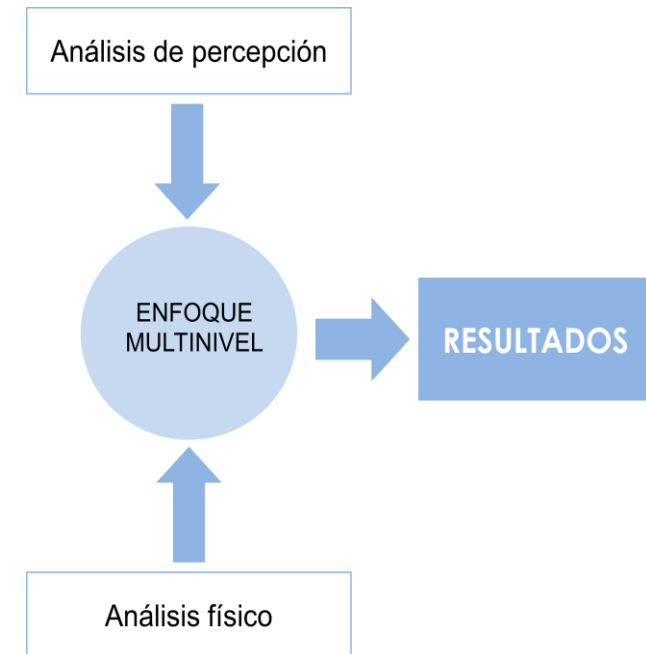 Análisis de percepción
ENFOQUE
MULTINIVEL
RESULTADOS
Análisis físico